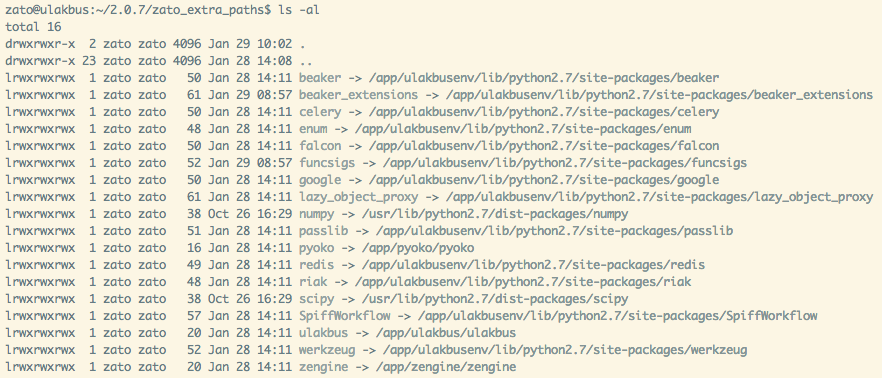 zato@ulakbus:~/2.0.7/zato_extra_paths$ ls -al
total 16
drwxrwxr-x  2 zato zato 4096 Jan 29 10:02 .
drwxrwxr-x 23 zato zato 4096 Jan 28 14:08 ..
lrwxrwxrwx  1 zato zato   50 Jan 28 14:11 beaker -> /app/ulakbusenv/lib/python2.7/site-packages/beaker
lrwxrwxrwx  1 zato zato   61 Jan 29 08:57 beaker_extensions -> /app/ulakbusenv/lib/python2.7/site-packages/beaker_extensions
lrwxrwxrwx  1 zato zato   50 Jan 28 14:11 celery -> /app/ulakbusenv/lib/python2.7/site-packages/celery
lrwxrwxrwx  1 zato zato   48 Jan 28 14:11 enum -> /app/ulakbusenv/lib/python2.7/site-packages/enum
lrwxrwxrwx  1 zato zato   50 Jan 28 14:11 falcon -> /app/ulakbusenv/lib/python2.7/site-packages/falcon
lrwxrwxrwx  1 zato zato   52 Jan 29 08:57 funcsigs -> /app/ulakbusenv/lib/python2.7/site-packages/funcsigs
lrwxrwxrwx  1 zato zato   50 Jan 28 14:11 google -> /app/ulakbusenv/lib/python2.7/site-packages/google
lrwxrwxrwx  1 zato zato   61 Jan 28 14:11 lazy_object_proxy -> /app/ulakbusenv/lib/python2.7/site-packages/lazy_object_proxy
lrwxrwxrwx  1 zato zato   38 Oct 26 16:29 numpy -> /usr/lib/python2.7/dist-packages/numpy
lrwxrwxrwx  1 zato zato   51 Jan 28 14:11 passlib -> /app/ulakbusenv/lib/python2.7/site-packages/passlib
lrwxrwxrwx  1 zato zato   16 Jan 28 14:11 pyoko -> /app/pyoko/pyoko
lrwxrwxrwx  1 zato zato   49 Jan 28 14:11 redis -> /app/ulakbusenv/lib/python2.7/site-packages/redis
lrwxrwxrwx  1 zato zato   48 Jan 28 14:11 riak -> /app/ulakbusenv/lib/python2.7/site-packages/riak
lrwxrwxrwx  1 zato zato   38 Oct 26 16:29 scipy -> /usr/lib/python2.7/dist-packages/scipy
lrwxrwxrwx  1 zato zato   57 Jan 28 14:11 SpiffWorkflow -> /app/ulakbusenv/lib/python2.7/site-packages/SpiffWorkflow
lrwxrwxrwx  1 zato zato   20 Jan 28 14:11 ulakbus -> /app/ulakbus/ulakbus
lrwxrwxrwx  1 zato zato   52 Jan 28 14:11 werkzeug -> /app/ulakbusenv/lib/python2.7/site-packages/werkzeug
lrwxrwxrwx  1 zato zato   20 Jan 28 14:11 zengine -> /app/zengine/zengine